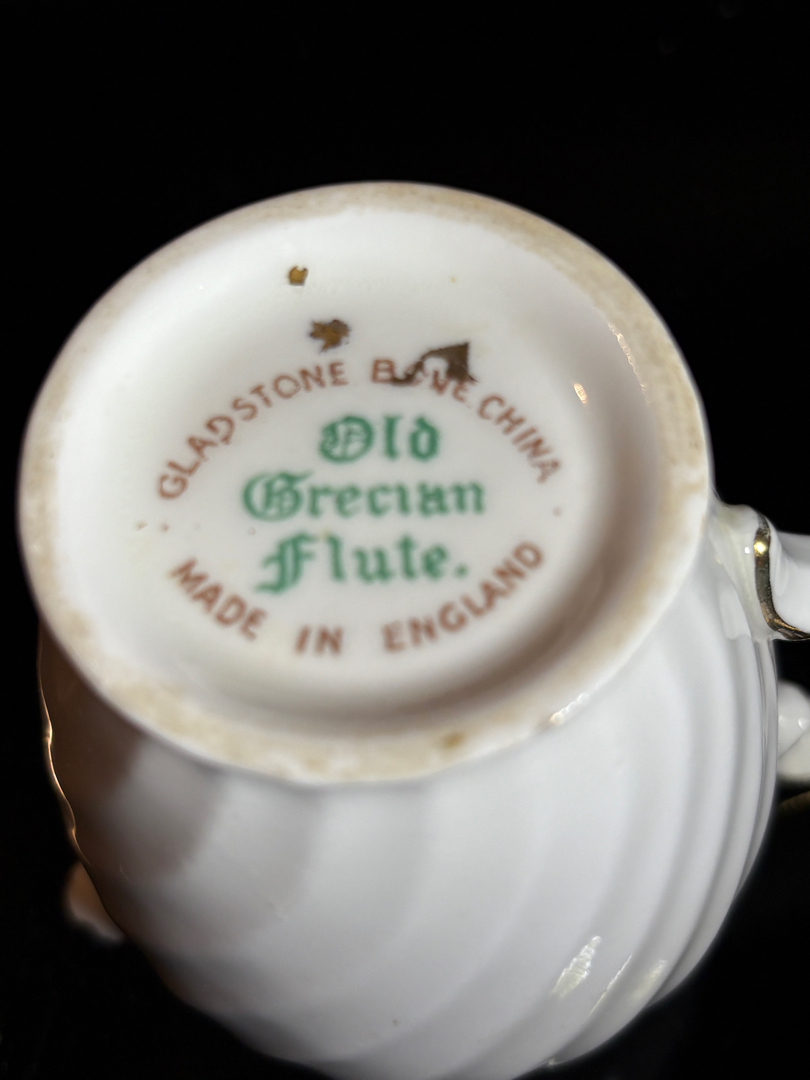 GLADSTONE BONE CHINA
Old
Grecian
Flute.
MADE IN ENGLAND